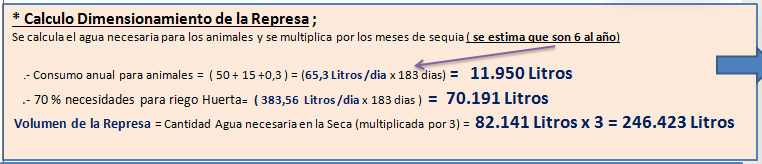 * Calculo Dimensionamiento de la Represa ;
Se calcula el agua necesaria para los animales y se multiplica por los meses de sequia ( se estima que son 6 al año)
.- Consumo anual para animales = ( 50 + 15 +0,3 ) = (65,3 Litros /dia x 183 dias) = 11.950 Litros
.- 70 % necesidades para riego Huerta= ( 383,56 Litros /dia x 183 dias ) = 70.191 Litros
Volumen de la Represa = Cantidad Agua necesaria en la Seca (multiplicada por 3) = 82.141 Litros x 3 = 246.423 Litros